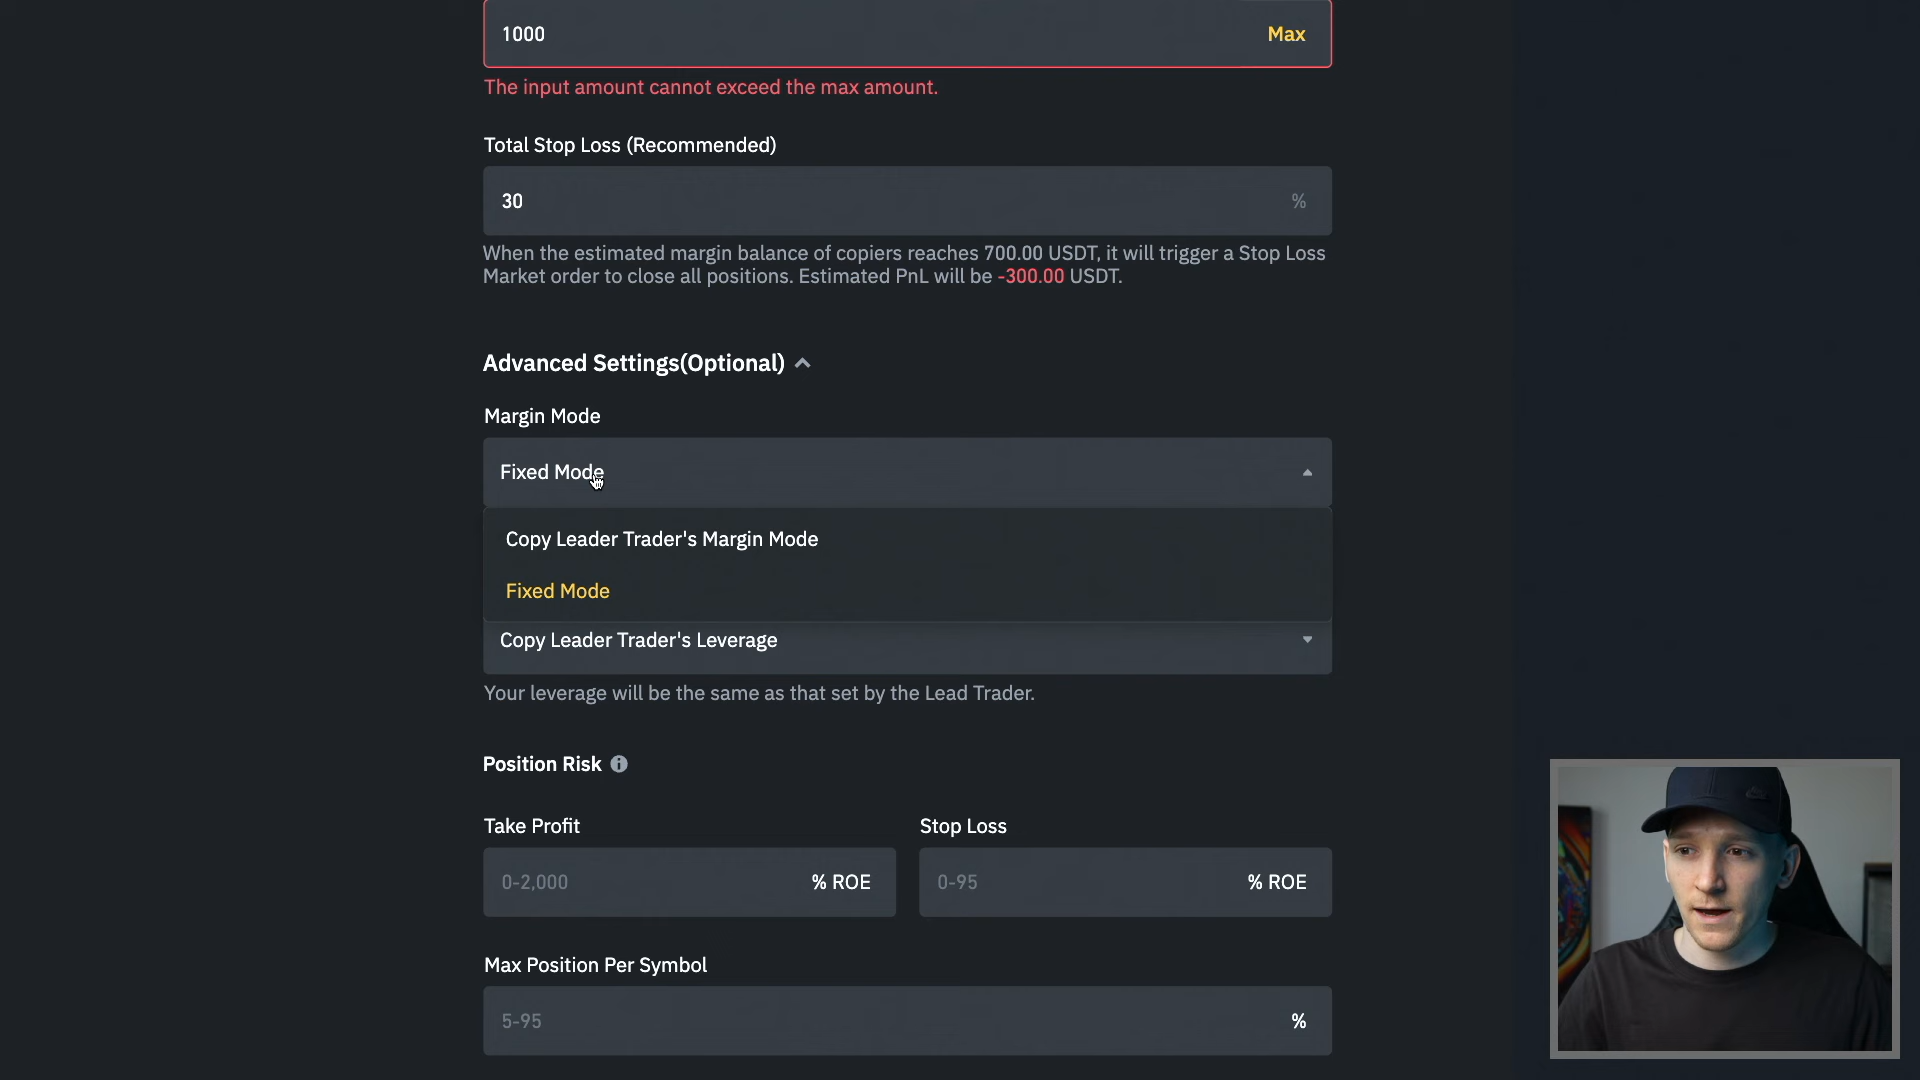 1000
Max
The input amount cannot exceed the max amount.
Total Stop Loss (Recommended)
30
%
When the estimated margin balance of copiers reaches 700.00 USDT, it will trigger a Stop Loss
Market order to close all positions. Estimated PnL will be -300.00 USDT.
Advanced Settings(Optional)
Margin Mode
Fixed Mode
Copy Leader Trader's Margin Mode
Fixed Mode
Copy Leader Trader's Leverage
Your leverage will be the same as that set by the Lead Trader.
Position Risk
Take Profit
Stop Loss
0-2,000
% ROE
0-95
% ROE
Max Position Per Symbol
5-95
%